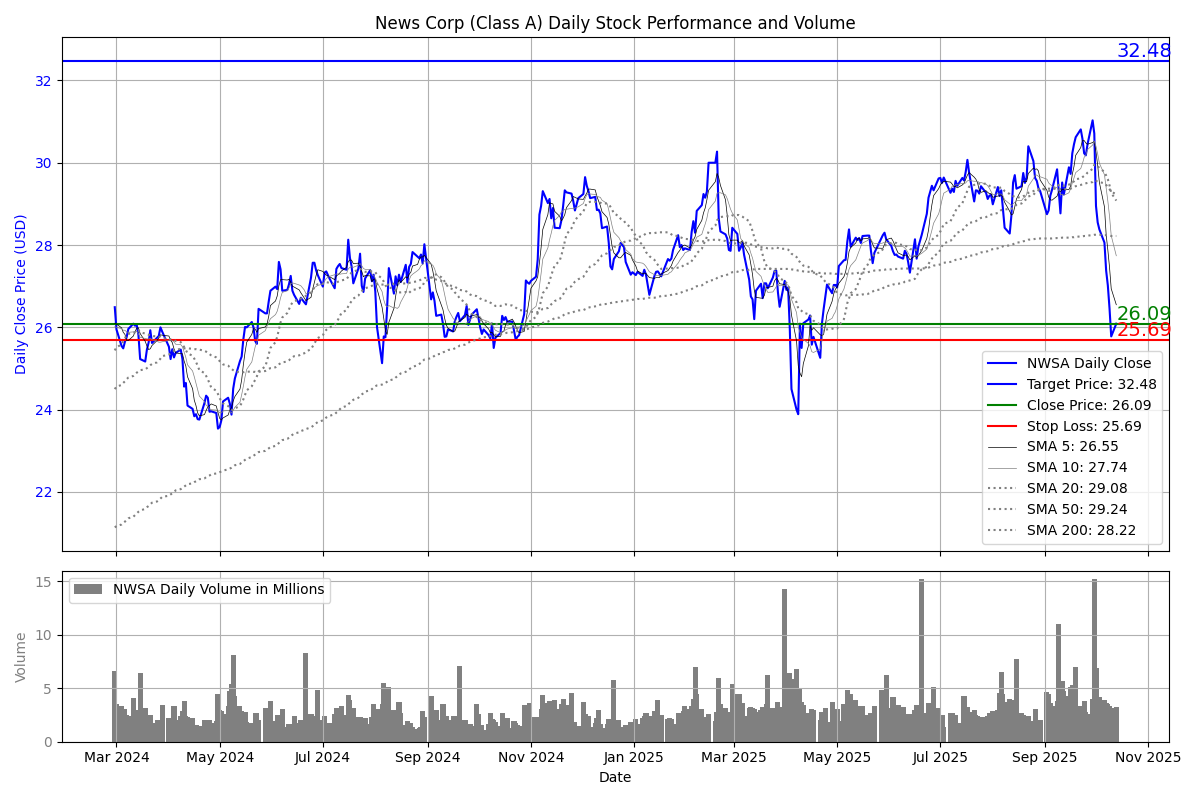 News Corp (Class A) Daily Stock Performance and Volume
32.48
32
30
28
26
24
22
Daily Close Price (USD)
26.09
25.69
NWSA Daily Close
Target Price: 32.48
Close Price: 26.09
Stop Loss: 25.69
SMA 5: 26.55
SMA 10: 27.74
SMA 20: 29.08
SMA 50: 29.24
SMA 200: 28.22
15
10
5
0
Volume
NWSA Daily Volume in Millions
Mar 2024 May 2024 Jul 2024 Sep 2024 Nov 2024 Jan 2025 Mar 2025 May 2025 Jul 2025 Sep 2025 Nov 2025
Date